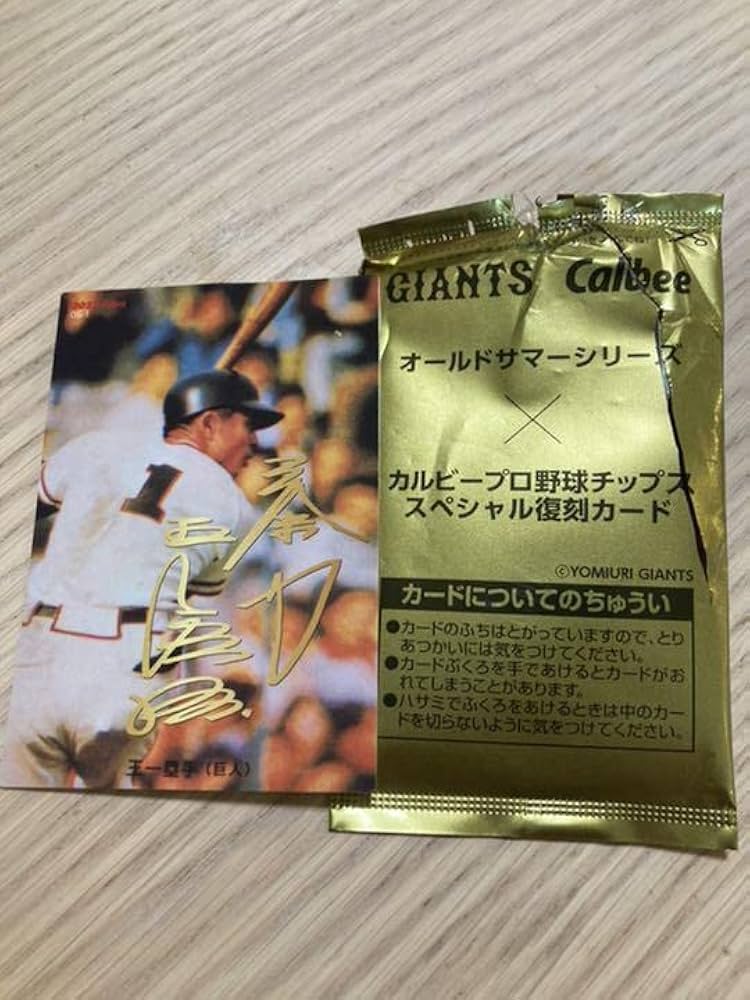 061
王一塁手（巨人）
GIANTS Calbee
オールドサマーシリーズ
×
カルビープロ野球チップス
スペシャル復刻カード
©YOMIURI GIANTS
カードについてのちゅうい
●カードのふちはとがっていますので、とり
あつかいには気をつけてください。
●カードぶくろを手であけるとカードがお
れてしまうことがあります。
●ハサミでふくろをあけるときは中のカー
ドを切らないように気をつけてください。